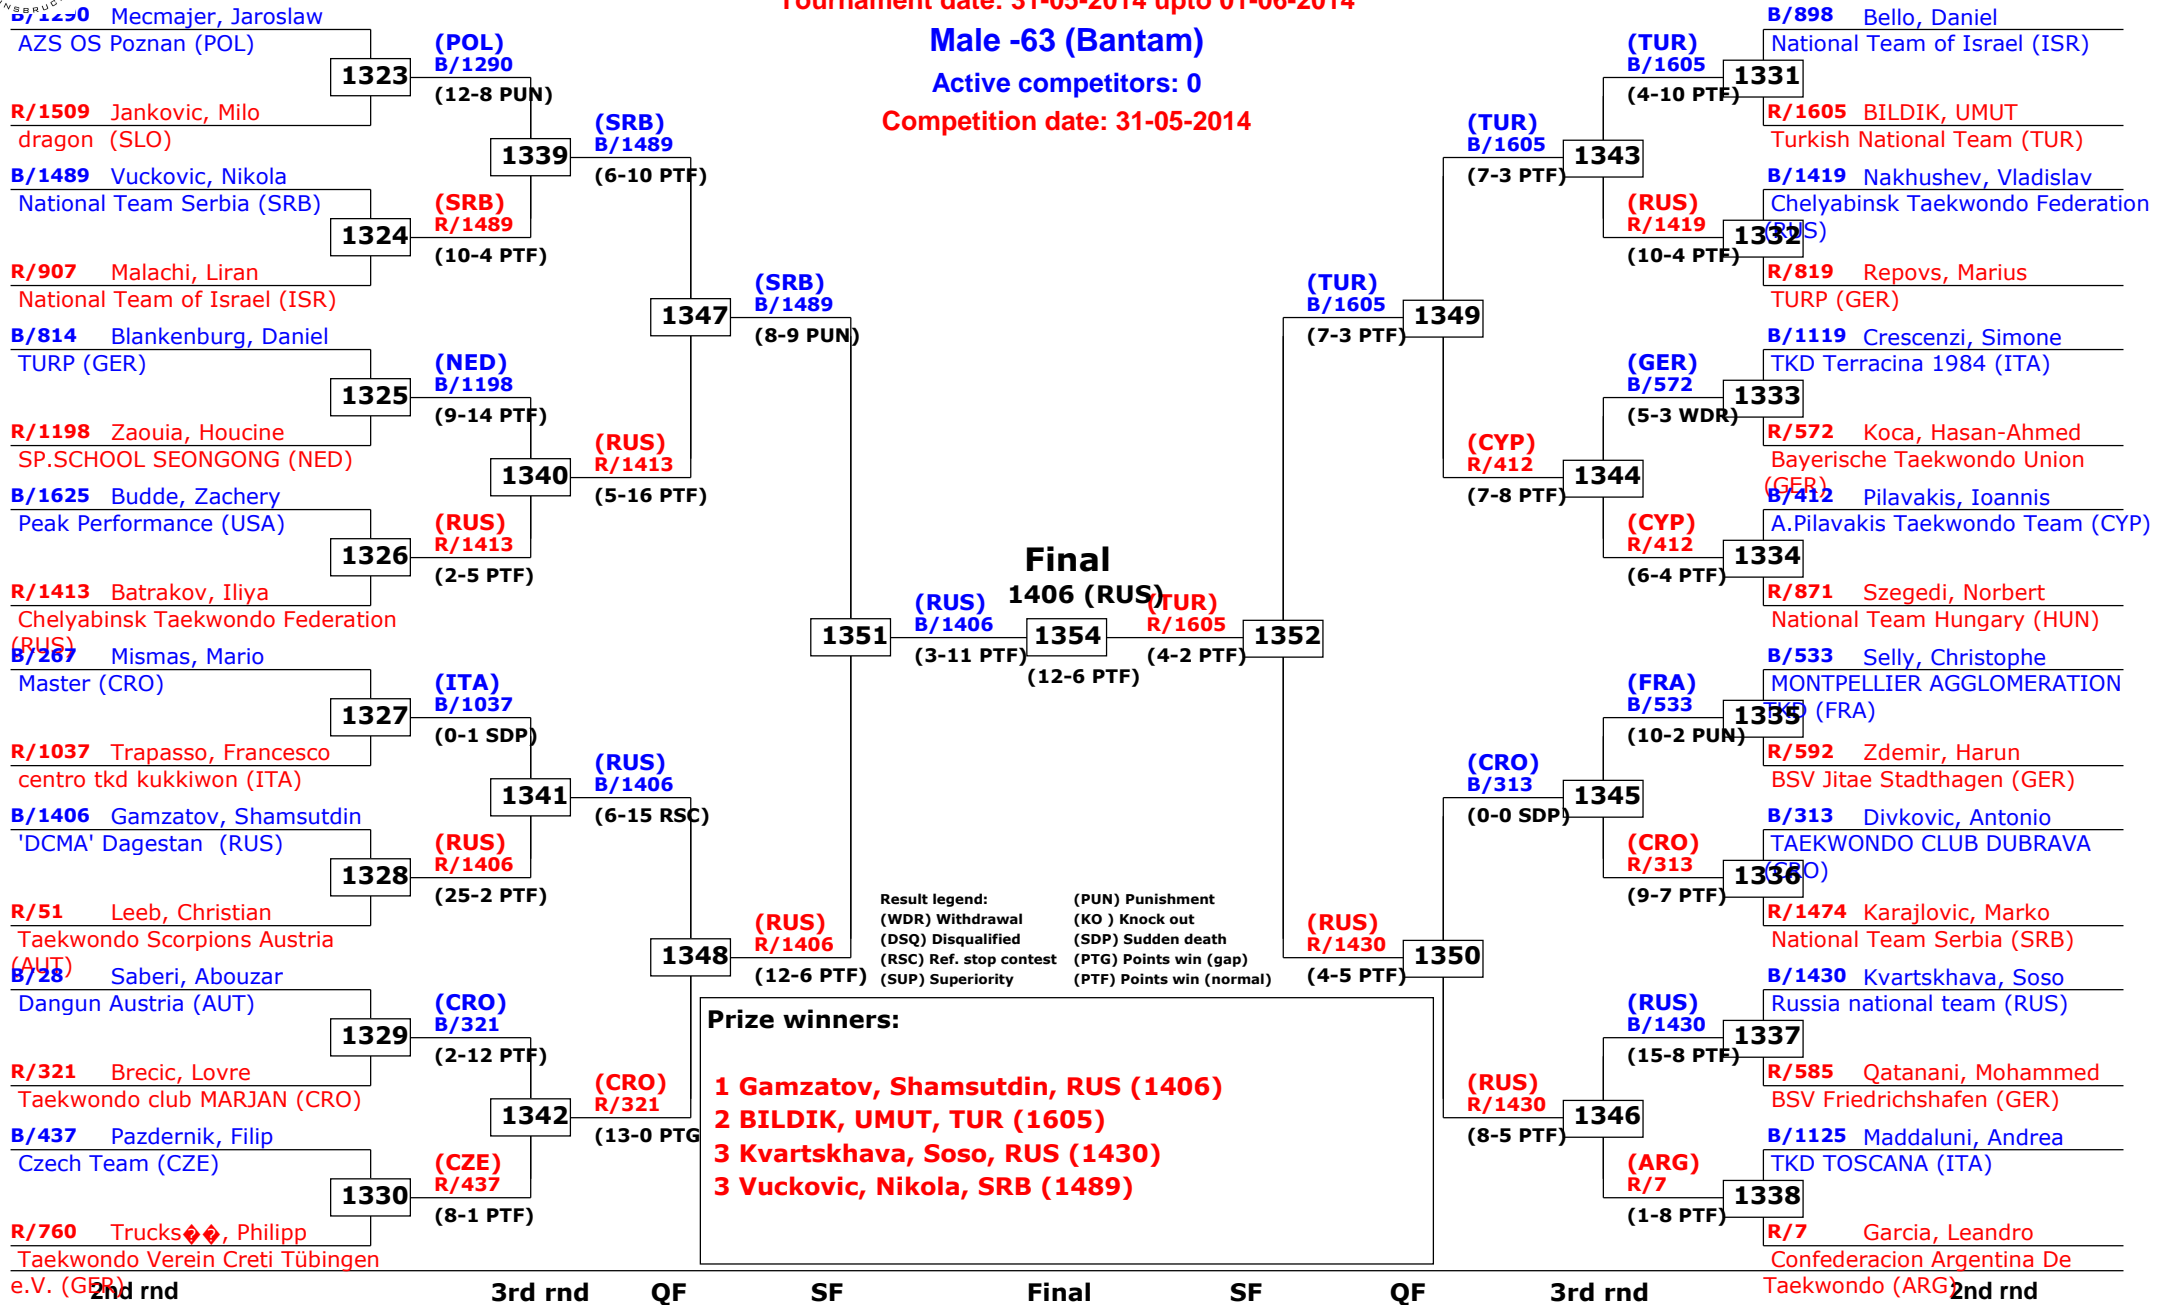 NSBRUC
Tournament date: 31-05-2014 upto 01-06-2014
Male -63 (Bantam)
Active competitors: 0
Competition date: 31-05-2014
B/1290 Mecmajer, Jaroslaw
AZS OS Poznan (POL)
1323
R/1509 Jankovic, Milo
dragon (SLO)
B/1489 Vuckovic, Nikola
National Team Serbia (SRB)
1324
R/907 Malachi, Liran
National Team of Israel (ISR)
B/814 Blankenburg, Daniel
TURP (GER)
1325
R/1198 Zaouia, Houcine
SP.SCHOOL SEONGONG (NED)
B/1625 Budde, Zachery
Peak Performance (USA)
1326
R/1413 Batrakov, Iliya
Chelyabinsk Taekwondo Federation
(RUS)
B/267 Mismas, Mario
Master (CRO)
1327
R/1037 Trapasso, Francesco
centro tkd kukkiwon (ITA)
B/1406 Gamzatov, Shamsutdin
'DCMA' Dagestan (RUS)
1328
R/51 Leeb, Christian
Taekwondo Scorpions Austria
(AUT)
B/28 Saberi, Abouzar
Dangun Austria (AUT)
1329
R/321 Brecic, Lovre
Taekwondo club MARJAN (CRO)
B/437 Pazdernik, Filip
Czech Team (CZE)
1330
R/760 Trucks��, Philipp
Taekwondo Verein Creti Tübingen
e.V. (GER)
(POL)
B/1290
(12-8 PUN)
1339
(SRB)
R/1489
(10-4 PTF)
(NED)
B/1198
(9-14 PTF)
1340
(RUS)
R/1413
(2-5 PTF)
(ITA)
B/1037
(0-1 SDP)
1341
(RUS)
R/1406
(25-2 PTF)
(CRO)
B/321
(2-12 PTF)
1342
(CZE)
R/437
(8-1 PTF)
(SRB)
B/1489
(6-10 PTF)
1347
(RUS)
R/1413
(5-16 PTF)
(RUS)
B/1406
(6-15 RSC)
1348
(CRO)
R/321
(13-0 PTG
(SRB)
B/1489
(8-9 PUN)
1351
(RUS)
R/1406
(12-6 PTF)
(RUS)
B/1406
(3-11 PTF)
Final
1406 (RUS)
1354
(12-6 PTF)
(TUR)
R/1605
(4-2 PTF)
1352
(TUR)
B/1605
(7-3 PTF)
1349
(RUS)
R/1430
(4-5 PTF)
1350
(TUR)
B/1605
(7-3 PTF)
1343
(CYP)
R/412
(7-8 PTF)
1344
(CRO)
B/313
(0-0 SDP)
1345
(RUS)
R/1430
(8-5 PTF)
1346
(TUR)
B/1605
(4-10 PTF)
(RUS)
R/1419
(10-4 PTF)
(GER)
B/572
(5-3 WDR)
(CYP)
R/412
(6-4 PTF)
(FRA)
B/533
(10-2 PUN)
(CRO)
R/313
(9-7 PTF)
(RUS)
B/1430
(15-8 PTF)
(ARG)
R/7
(1-8 PTF)
B/898 Bello, Daniel
National Team of Israel (ISR)
1331
R/1605 BILDIK, UMUT
Turkish National Team (TUR)
B/1419 Nakhushev, Vladislav
Chelyabinsk Taekwondo Federation
(RUS)
1332
R/819 Repovs, Marius
TURP (GER)
B/1119 Crescenzi, Simone
TKD Terracina 1984 (ITA)
1333
R/572 Koca, Hasan-Ahmed
Bayerische Taekwondo Union
(GER)
B/412 Pilavakis, Ioannis
A.Pilavakis Taekwondo Team (CYP)
1334
R/871 Szegedi, Norbert
National Team Hungary (HUN)
B/533 Selly, Christophe
MONTPELLIER AGGLOMERATION
TKD (FRA)
1335
R/592 Zdemir, Harun
BSV Jitae Stadthagen (GER)
B/313 Divkovic, Antonio
TAEKWONDO CLUB DUBRAVA
(CRO)
1336
R/1474 Karajlovic, Marko
National Team Serbia (SRB)
B/1430 Kvartskhava, Soso
Russia national team (RUS)
1337
R/585 Qatanani, Mohammed
BSV Friedrichshafen (GER)
B/1125 Maddaluni, Andrea
TKD TOSCANA (ITA)
1338
R/7 Garcia, Leandro
Confederacion Argentina De
Taekwondo (ARG)
Result legend: (PUN) Punishment
(WDR) Withdrawal (KO ) Knock out
(DSQ) Disqualified (SDP) Sudden death
(RSC) Ref. stop contest (PTG) Points win (gap)
(SUP) Superiority (PTF) Points win (normal)
Prize winners:
1 Gamzatov, Shamsutdin, RUS (1406)
2 BILDIK, UMUT, TUR (1605)
3 Kvartskhava, Soso, RUS (1430)
3 Vuckovic, Nikola, SRB (1489)
2nd rnd 3rd rnd QF SF Final SF QF 3rd rnd 2nd rnd